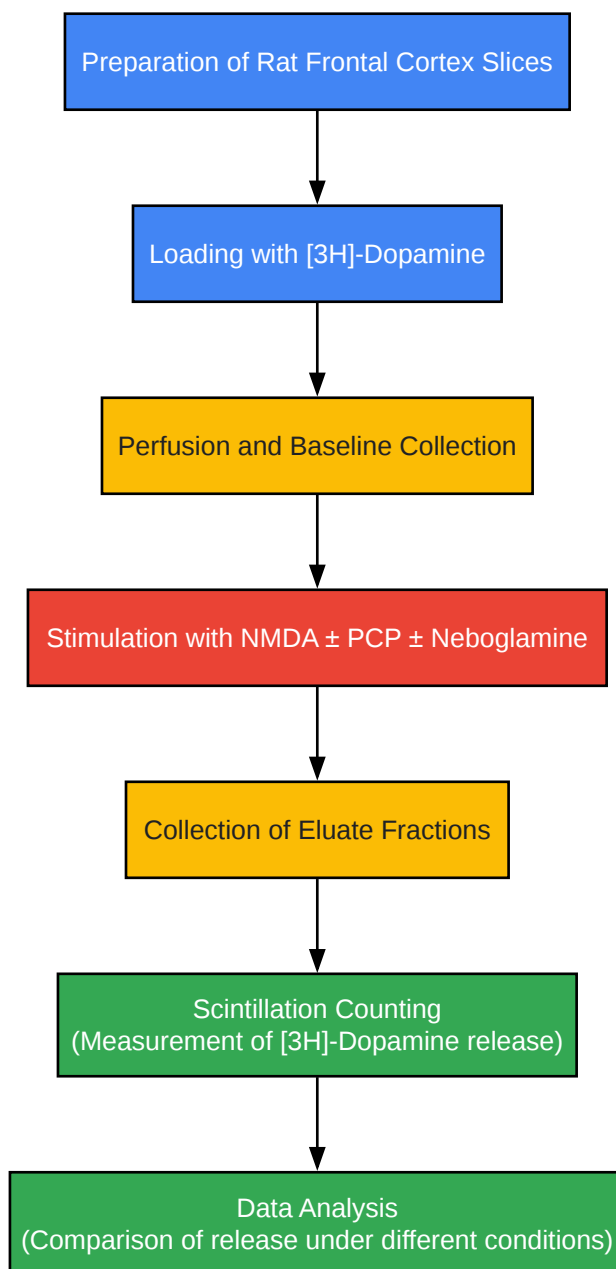 Preparation of Rat Frontal Cortex Slices
Loading with [3H]-Dopamine
Perfusion and Baseline Collection
Stimulation with NMDA ± PCP ± Neboglamine
Collection of Eluate Fractions
Scintillation Counting
(Measurement of [3H]-Dopamine release)
Data Analysis
(Comparison of release under different conditions)